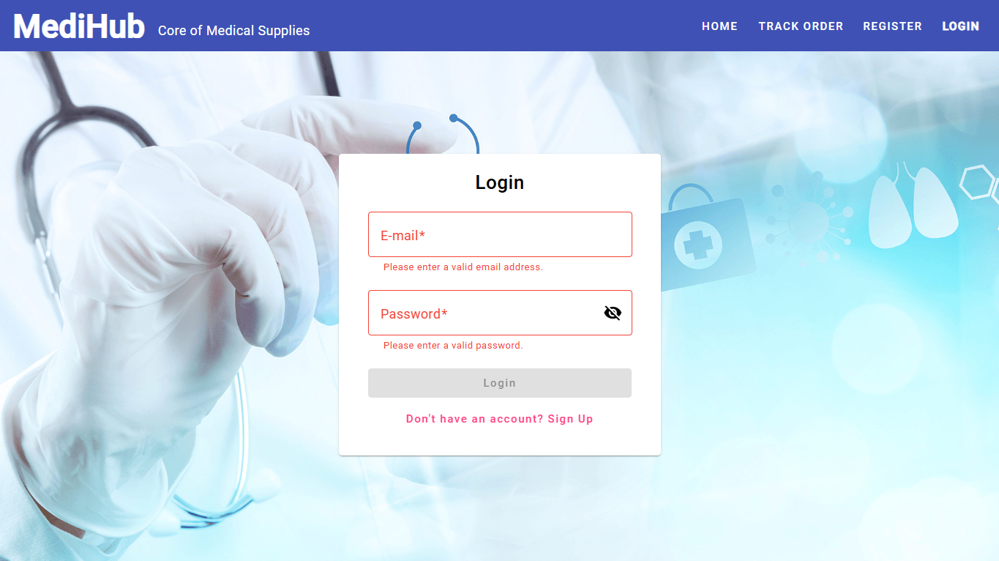 MediHub Core of Medical Supplies HOME TRACK ORDER REGISTER LOGIN
Login
E-mail*
Please enter a valid email address.
Password*
Please enter a valid password.
Login
Don't have an account? Sign Up